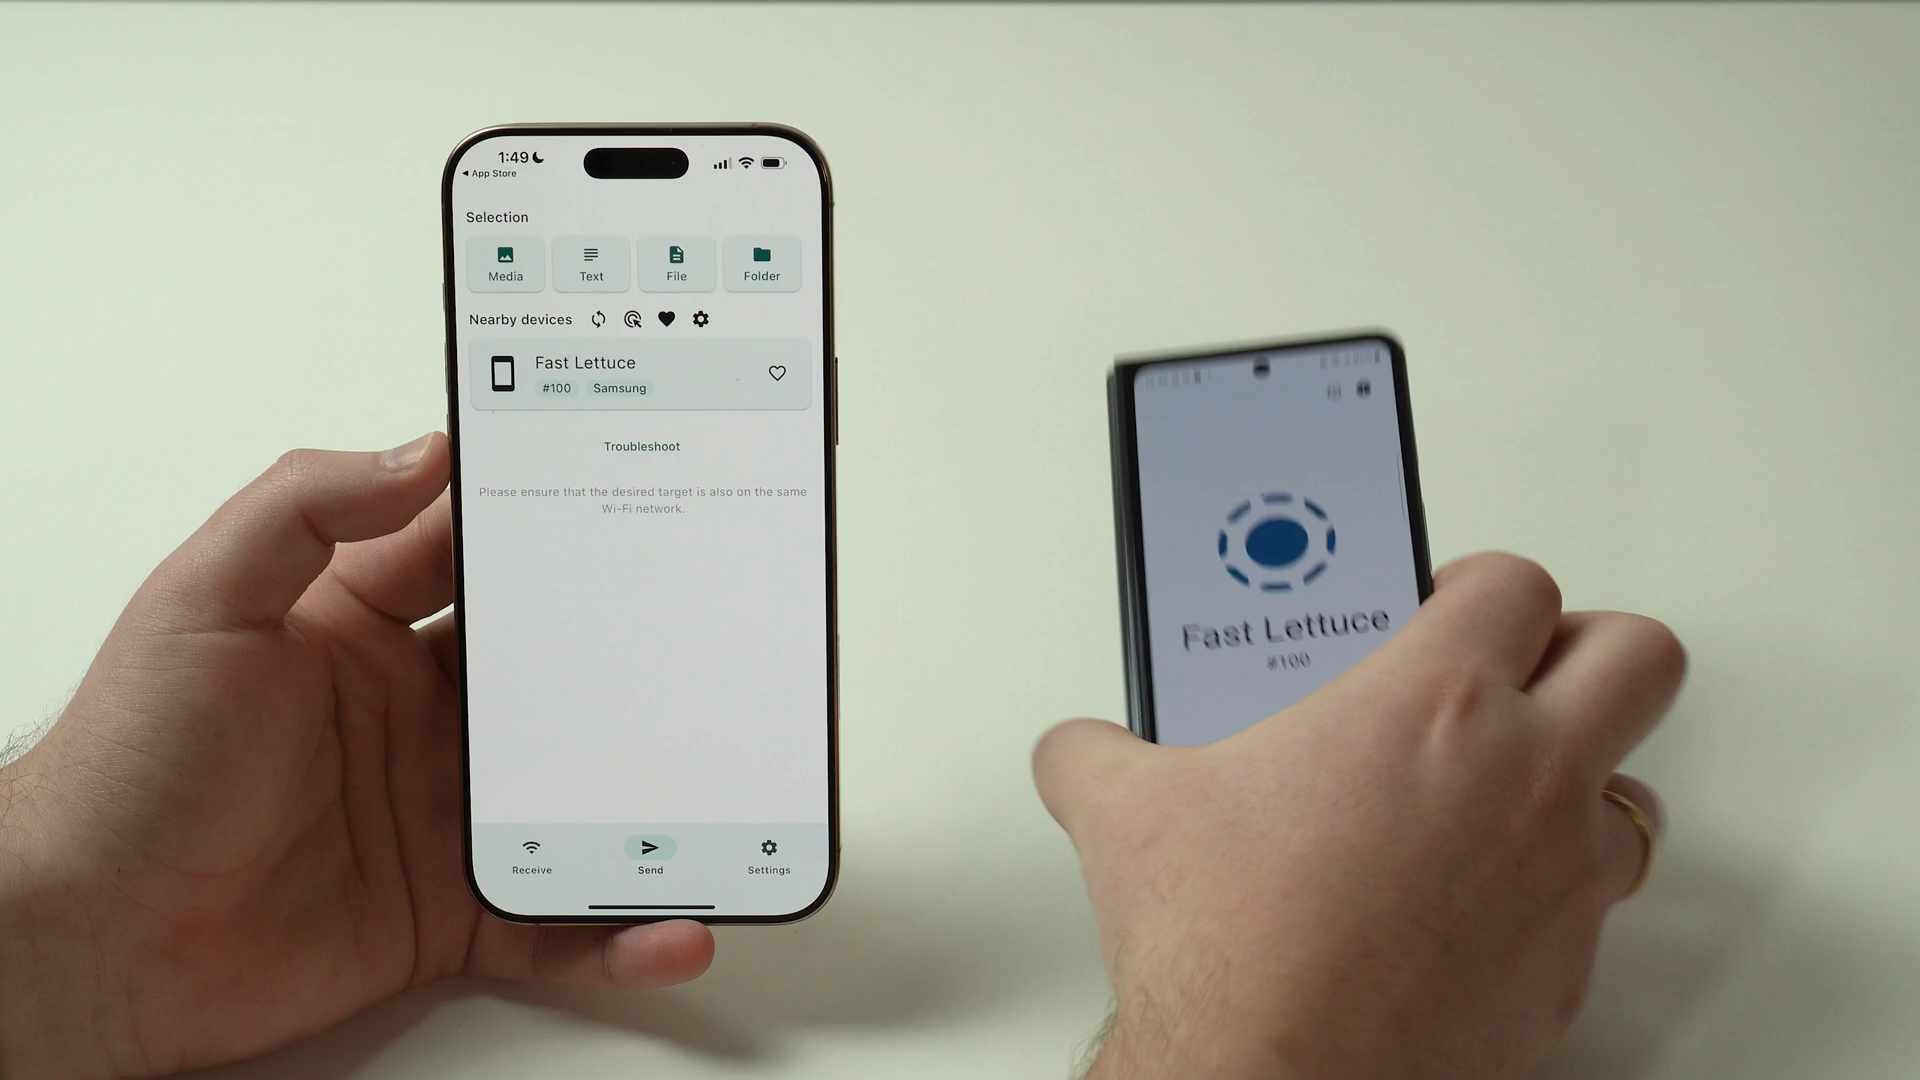 1:49
◀ App Store
Selection
Media
Text
File
Folder
Nearby devices
Fast Lettuce
#100 Samsung
Troubleshoot
Please ensure that the desired target is also on the same
Wi-Fi network.
Receive
Send
Settings
Fast Lettuce
#100